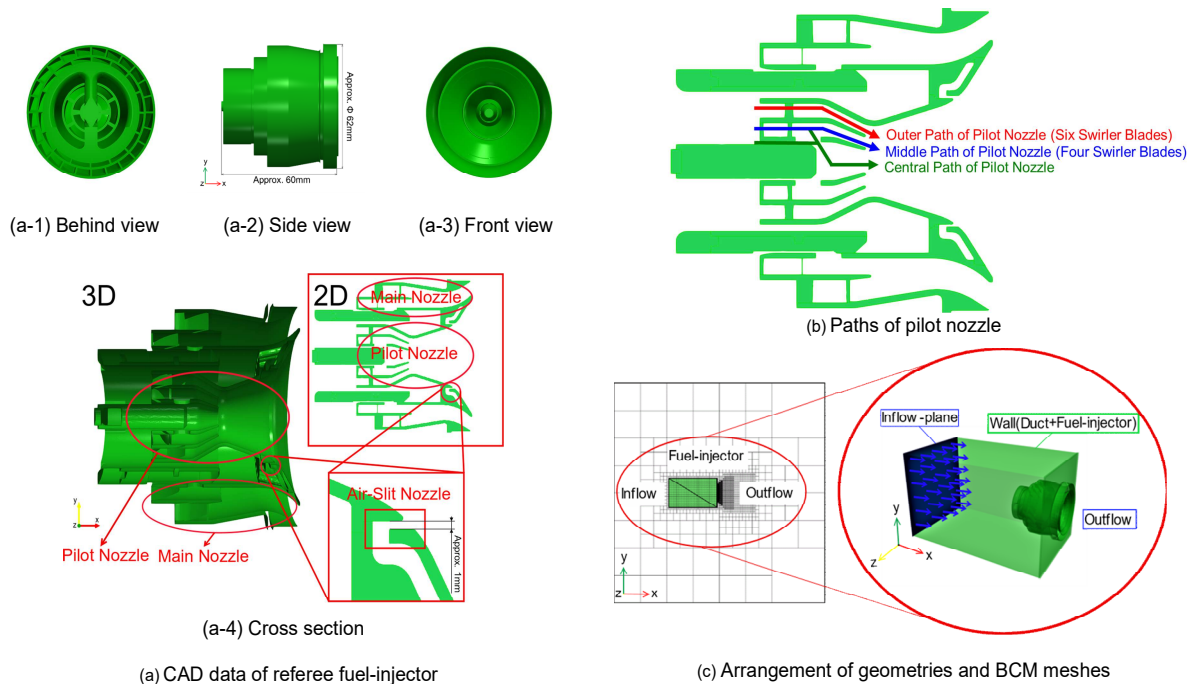 Approx. Φ 62mm
Approx. 60mm
y
z
x
(a-1) Behind view
(a-2) Side view
(a-3) Front view
3D
2D
Main Nozzle
Pilot Nozzle
Air-Slit Nozzle
Approx. 1mm
y
z
x
Pilot Nozzle
Main Nozzle
(a-4) Cross section
(a) CAD data of referee fuel-injector
Outer Path of Pilot Nozzle (Six Swirler Blades)
Middle Path of Pilot Nozzle (Four Swirler Blades)
Central Path of Pilot Nozzle
(b) Paths of pilot nozzle
Fuel-injector
Inflow
Outflow
y
z
x
Inflow -plane
Wall(Duct+Fuel-injector)
Outflow
y
z
x
(c) Arrangement of geometries and BCM meshes